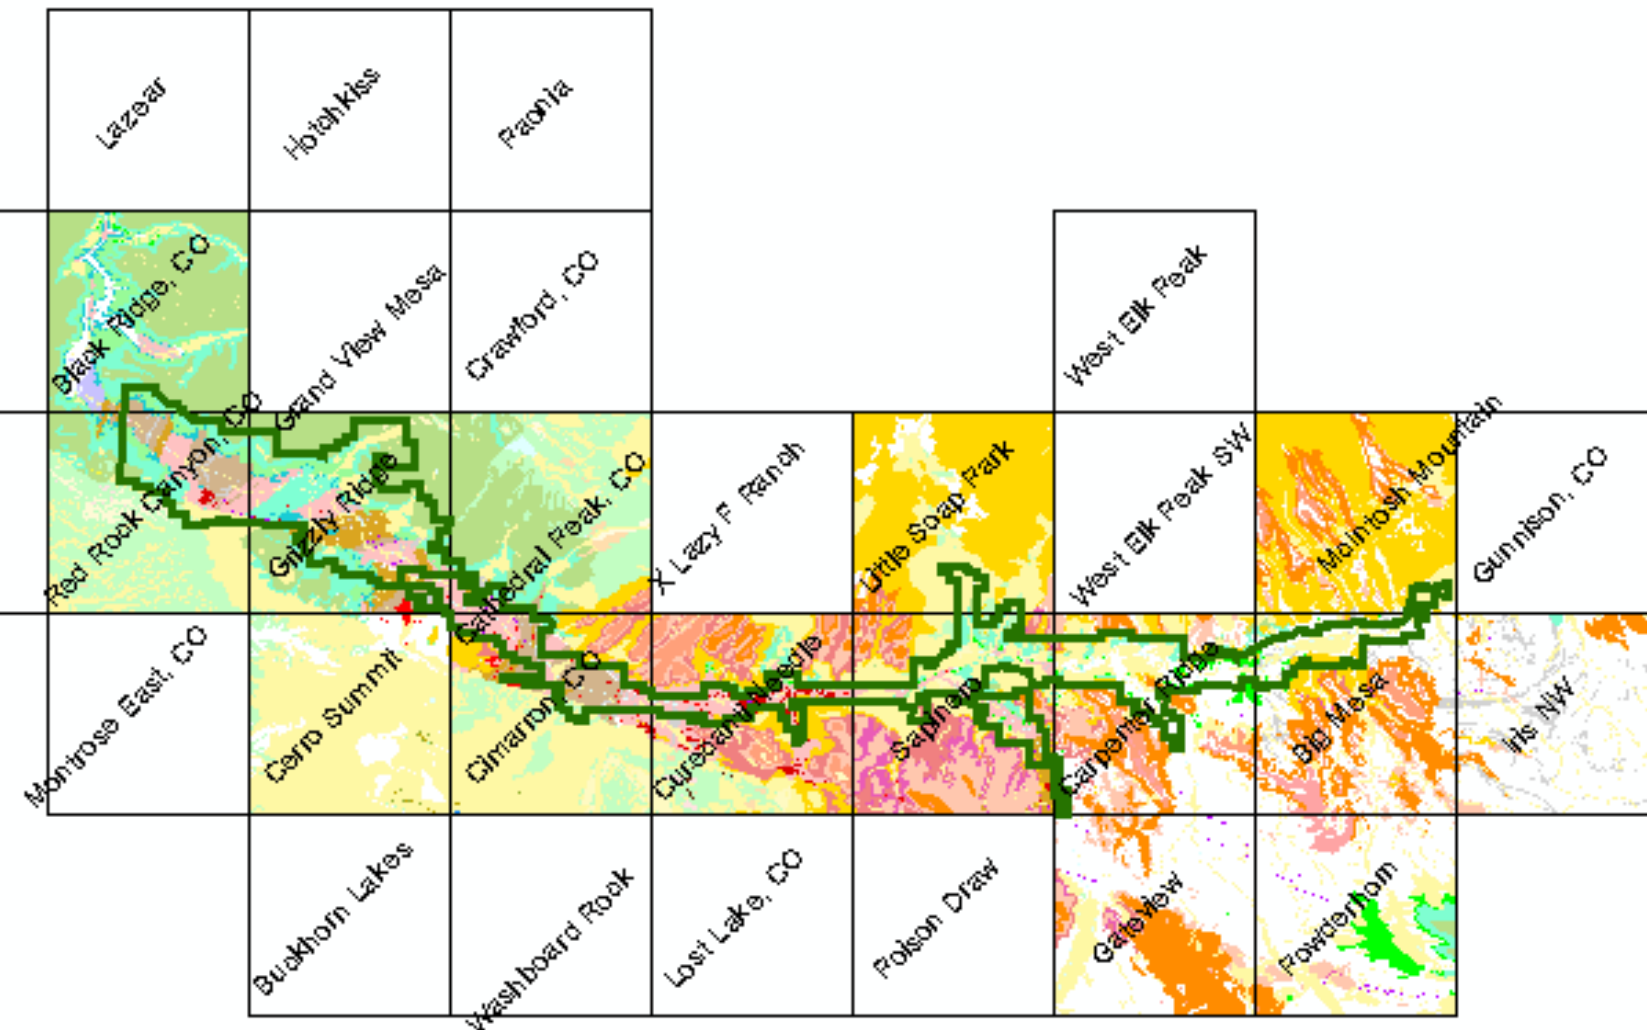 Lazear
Hotchkiss
Paonia
Black Ridge, CO
Grand View Mesa
Crawford, CO
West Elk Peak
Red Rock Canyon, CO
Grizzly Ridge
Cathedral Peak, CO
X Lazy F Ranch
Little Soap Park
West Elk Peak SW
McIntosh Mountain
Gunnison, CO
Montrose East, CO
Cerro Summit
Cimarron, CO
Curecanti Needle
Sapinero
Carpenter Ridge
Big Mesa
Iris NW
Buckhorn Lakes
Washboard Rock
Lost Lake, CO
Poison Draw
Gateview
Powderhorn